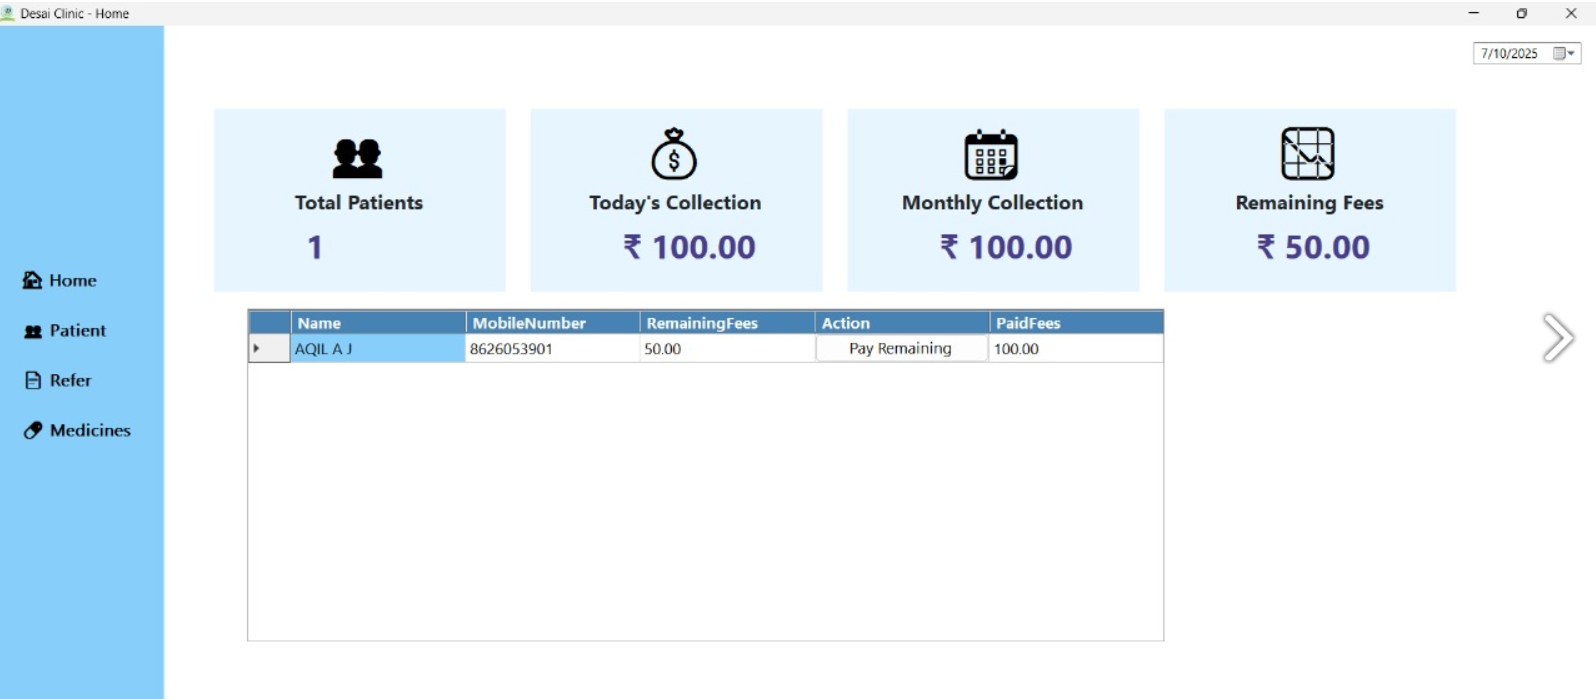 Desai Clinic - Home
7/10/2025
Total Patients
1
Today's Collection
₹ 100.00
Monthly Collection
₹ 100.00
Remaining Fees
₹ 50.00
Home
Patient
Refer
Medicines
Name MobileNumber RemainingFees Action PaidFees
AQIL A J 8626053901 50.00 Pay Remaining 100.00